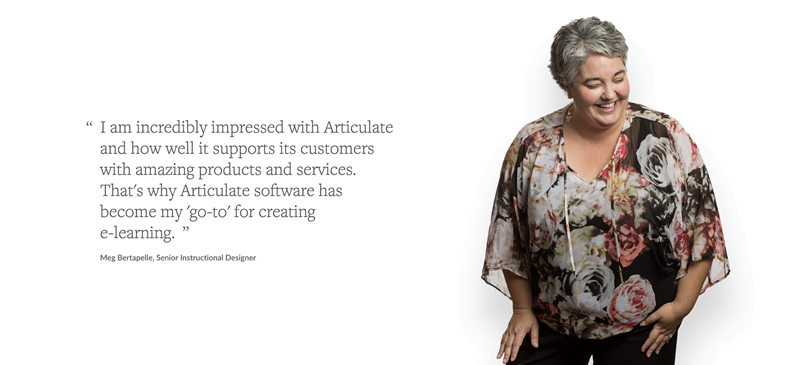 “ I am incredibly impressed with Articulate
and how well it supports its customers
with amazing products and services.
That's why Articulate software has
become my 'go-to' for creating
e-learning. ”
Meg Bertapelle, Senior Instructional Designer